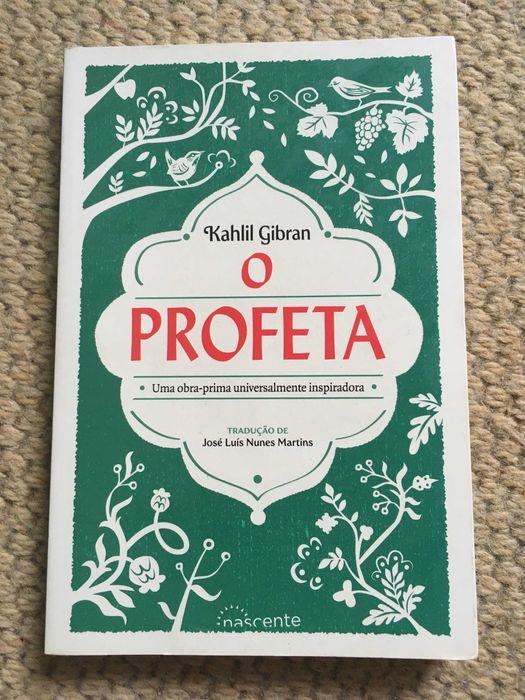 Kahlil Gibran
O
PROFETA
• Uma obra-prima universalmente inspiradora •
TRADUÇÃO DE
José Luís Nunes Martins
nascente